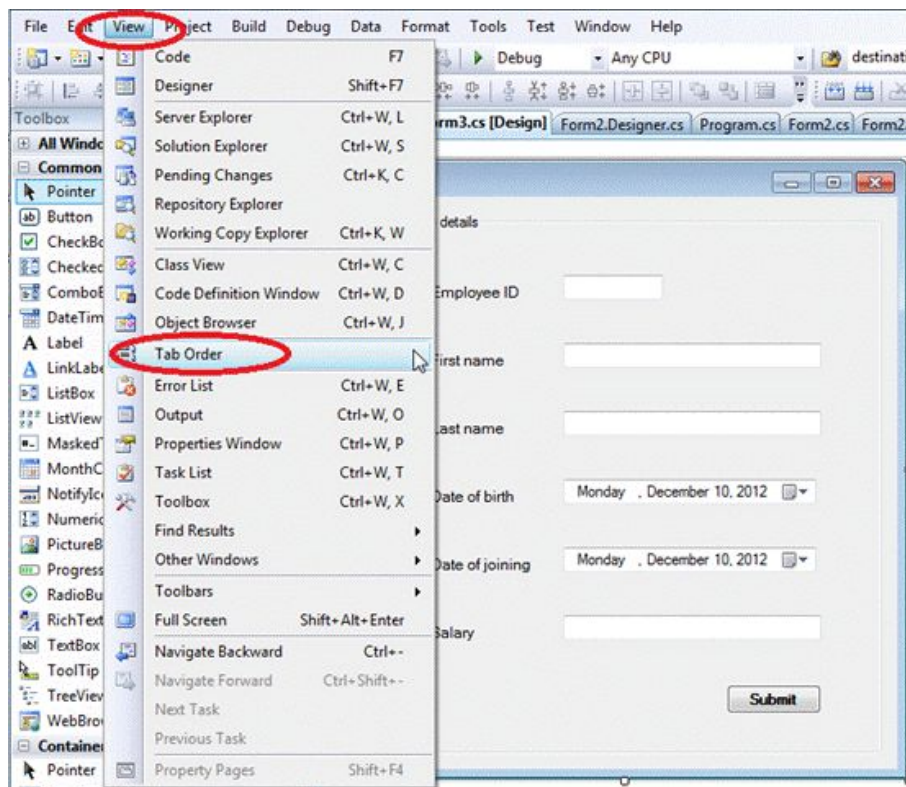 File Edit View Project Build Debug Data Format Tools Test Window Help
Debug Any CPU destinati
Toolbox
All Windo
Common
Pointer
Button
CheckBo
Checked
ComboB
DateTim
Label
LinkLabe
ListBox
ListView
MaskedT
MonthC
NotifyIco
Numeric
PictureB
Progress
RadioBu
RichText
TextBox
ToolTip
TreeView
WebBrow
Container
Pointer
Code F7
Designer Shift+F7
Server Explorer Ctrl+W, L
Solution Explorer Ctrl+W, S
Pending Changes Ctrl+K, C
Repository Explorer
Working Copy Explorer Ctrl+K, W
Class View Ctrl+W, C
Code Definition Window Ctrl+W, D
Object Browser Ctrl+W, J
Tab Order
Error List Ctrl+W, E
Output Ctrl+W, O
Properties Window Ctrl+W, P
Task List Ctrl+W, T
Toolbox Ctrl+W, X
Find Results
Other Windows
Toolbars
Full Screen Shift+Alt+Enter
Navigate Backward Ctrl+-
Navigate Forward Ctrl+Shift+-
Next Task
Previous Task
Property Pages Shift+F4
rm3.cs [Design] Form2.Designer.cs Program.cs Form2.cs Form2
details
Employee ID
First name
Last name
Date of birth Monday , December 10, 2012
Date of joining Monday , December 10, 2012
Salary
Submit